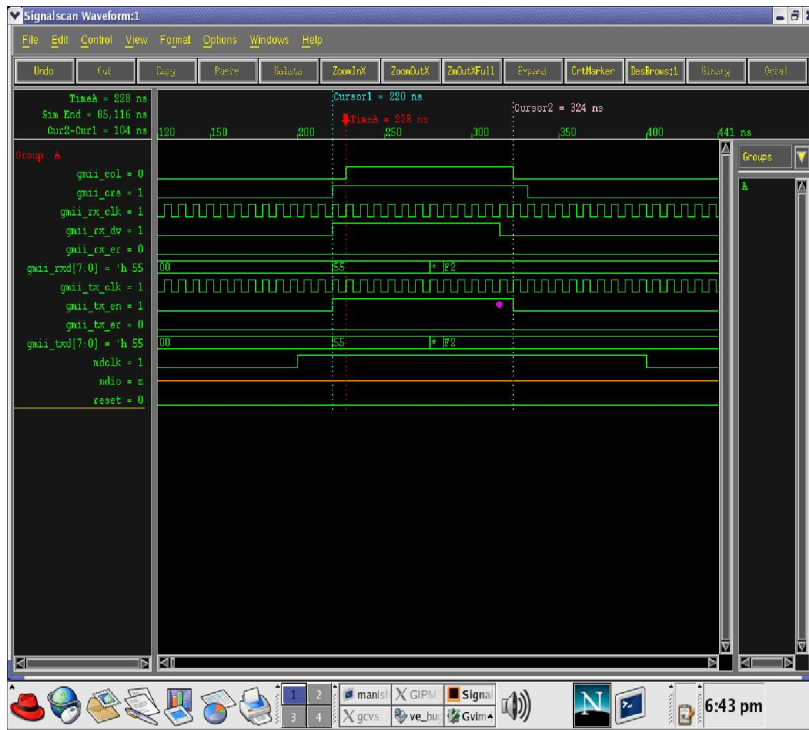 Signalscan Waveform:1
File Edit Control View Format Options Windows Help
Undo Cut Copy Paste Delete ZoomInX ZoomOutX ZmOutXFull Expand CntMarker DesBrows:1 Binary Octal
TimeA = 228 ns
Sim End = 85,116 ns
Cur2-Cur1 = 104 ns
Cursor1 = 220 ns
Cursor2 = 324 ns
TimeA = 228 ns
120 150 200 250 300 350 400 441 ns
Group: A
Groups
A
gmii_col = 0
gmii_crs = 1
gmii_rx_clk = 1
gmii_rx_dv = 1
gmii_rx_er = 0
gmii_rxd[7:0] = 'h 55 00 55 * F2
gmii_tx_clk = 1
gmii_tx_en = 1
gmii_tx_er = 0
gmii_txd[7:0] = 'h 55 00 55 * F2
mdclk = 1
mdio = z
reset = 0
1 2 manish GIPM Signal
3 4 gcvs ve_bu Gvim
N
6:43 pm